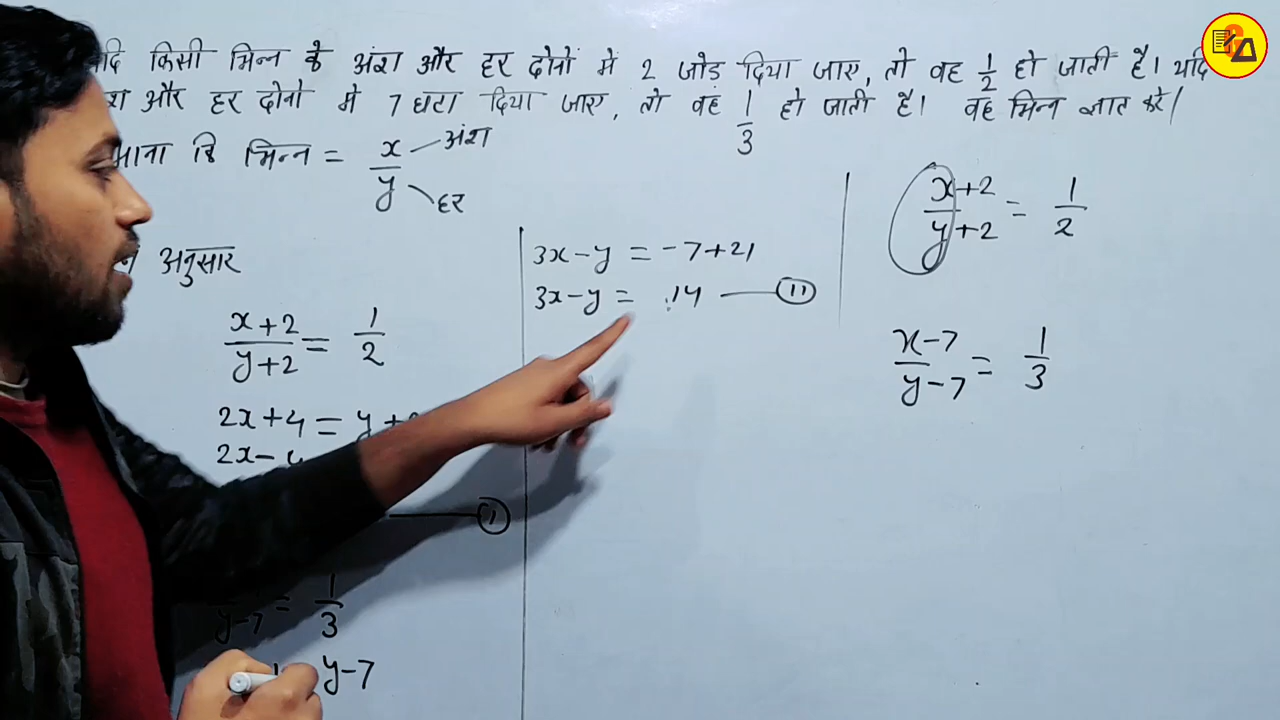 किसी भिन्न के अंश और हर दोनों में 2 जोड़ दिया जाए, तो वह 1/2 हो जाती है। यदि
और हर दोनो में 7 घटा दिया जाए, तो वह 1/3 हो जाती है। वह भिन्न ज्ञात करे।
माना कि भिन्न = x/y अंश हर
अनुसार
x+2/y+2 = 1/2
2x+4 = y+
2x-
1
y-7 = 1/3
y-7
3x-y = -7+21
3x-y = 14 — 11
x+2/y+2 = 1/2
x-7/y-7 = 1/3